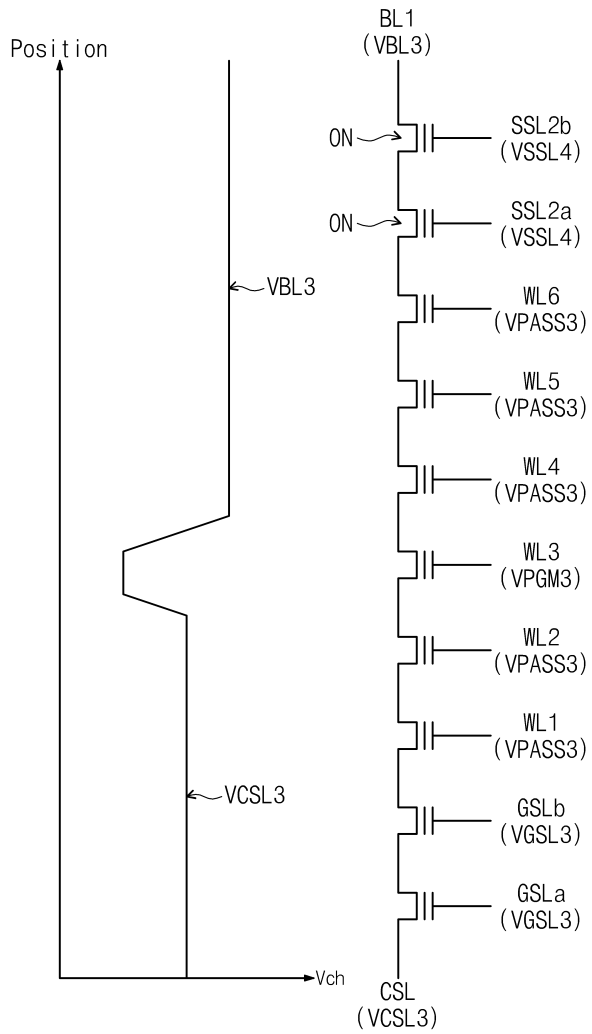 BL1
(VBL3)
Position
SSL2b
(VSSL4)
ON
SSL2a
(VSSL4)
ON
VBL3
WL6
(VPASS3)
WL5
(VPASS3)
WL4
(VPASS3)
WL3
(VPGM3)
WL2
(VPASS3)
WL1
(VPASS3)
VCSL3
GSLb
(VGSL3)
GSLa
(VGSL3)
Vch
CSL
(VCSL3)